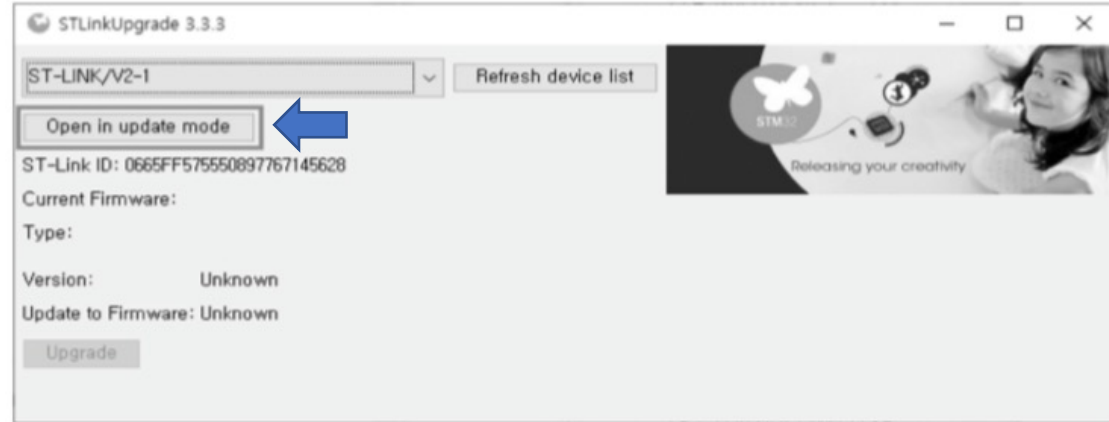 STLinkUpgrade 3.3.3
ST-LINK/V2-1
Refresh device list
Open in update mode
ST-Link ID: 0665FF575550897767145628
Current Firmware:
Type:
Version: Unknown
Update to Firmware: Unknown
Upgrade
STM32
Releasing your creativity